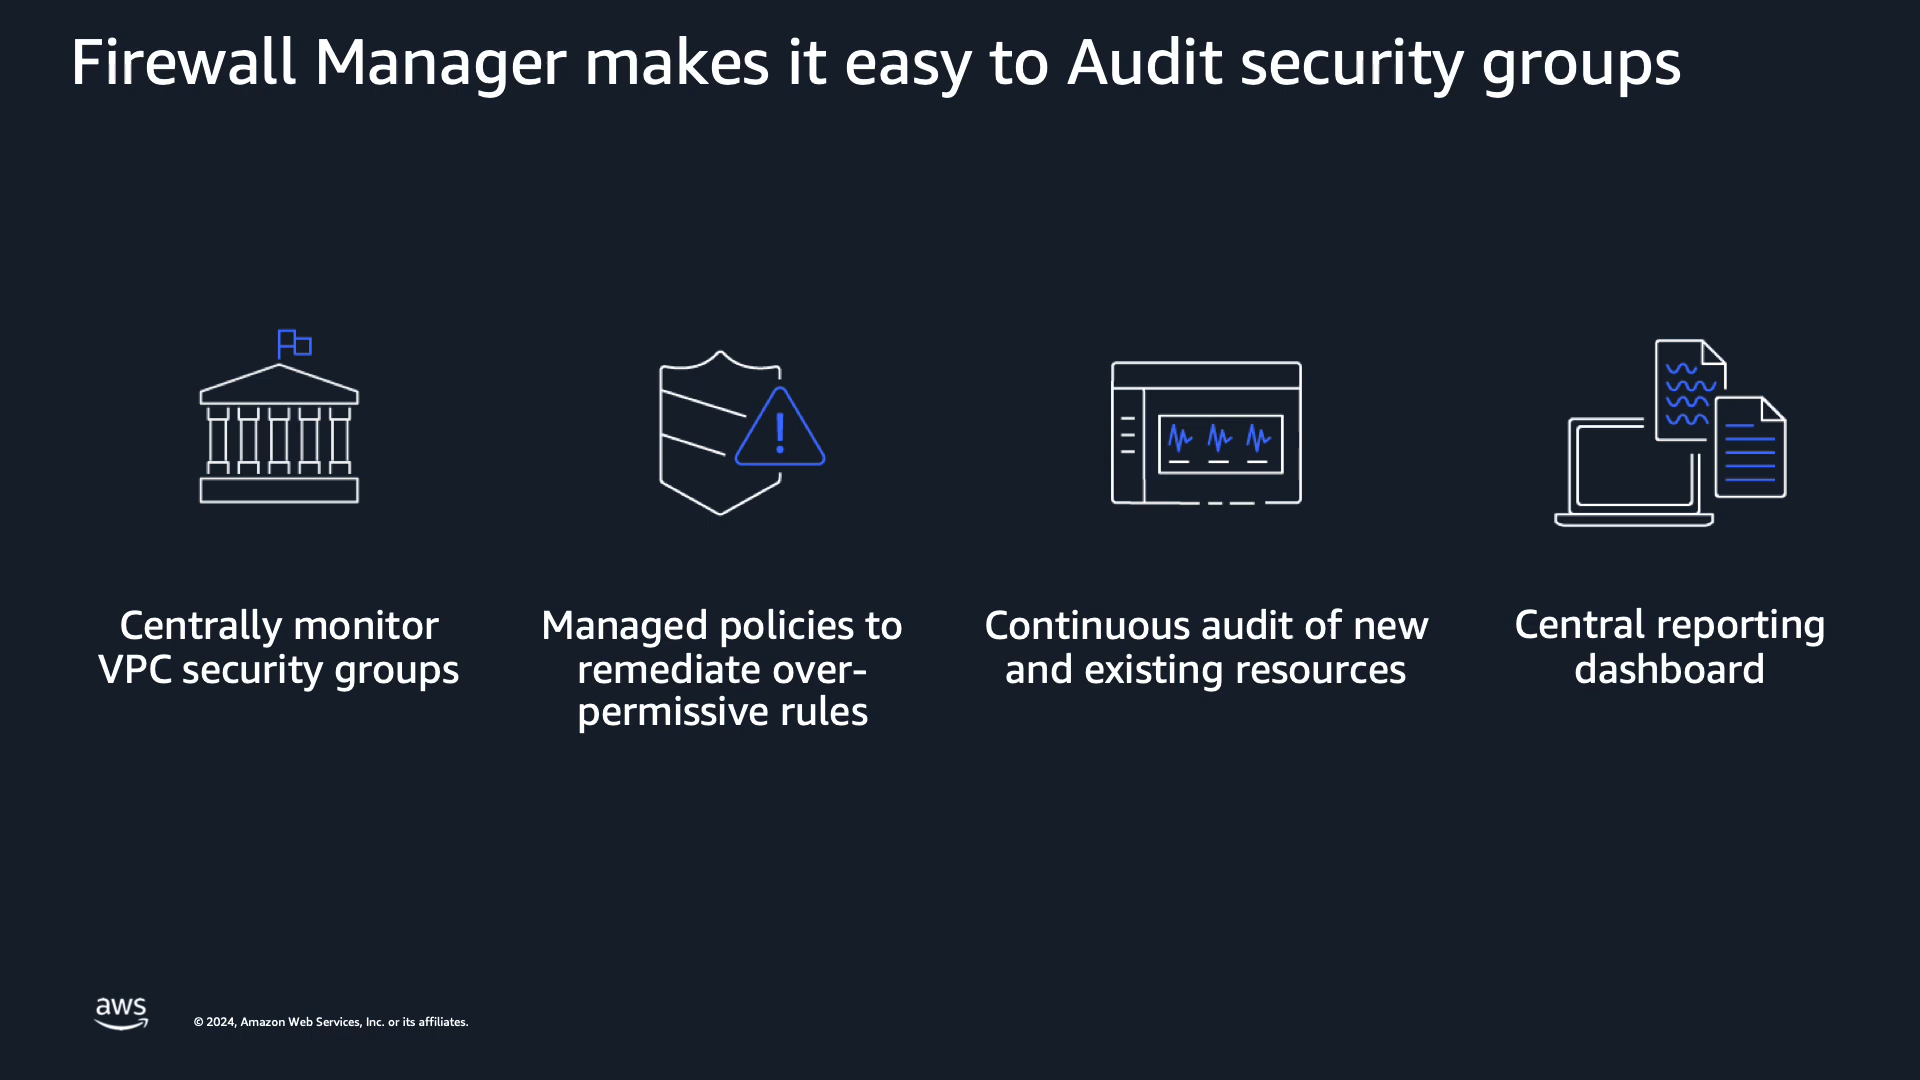 Firewall Manager makes it easy to Audit security groups
Centrally monitor
VPC security groups
Managed policies to
remediate over-
permissive rules
Continuous audit of new
and existing resources
Central reporting
dashboard
aws
© 2024, Amazon Web Services, Inc. or its affiliates.